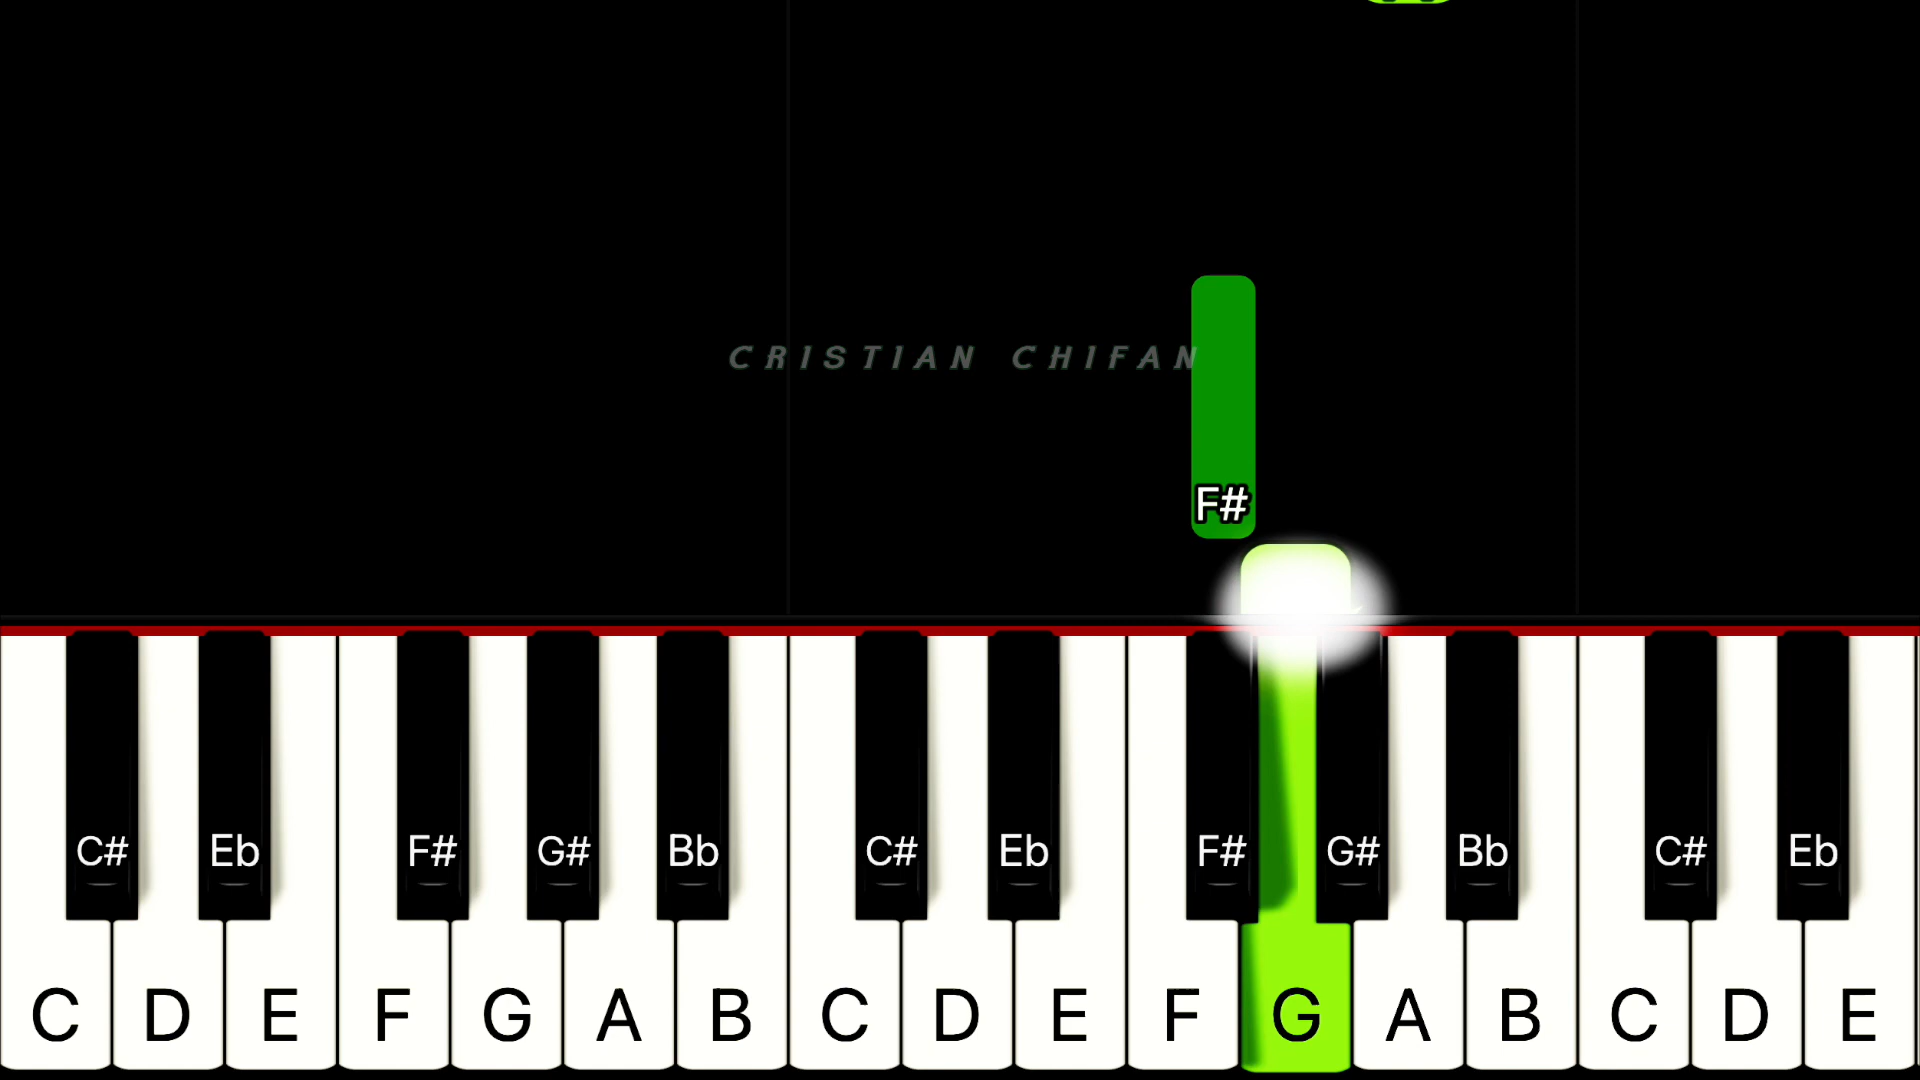 CRISTIAN CHIFAN
F#
C# Eb F# G# Bb C# Eb F# G# Bb C# Eb
C D E F G A B C D E F G A B C D E